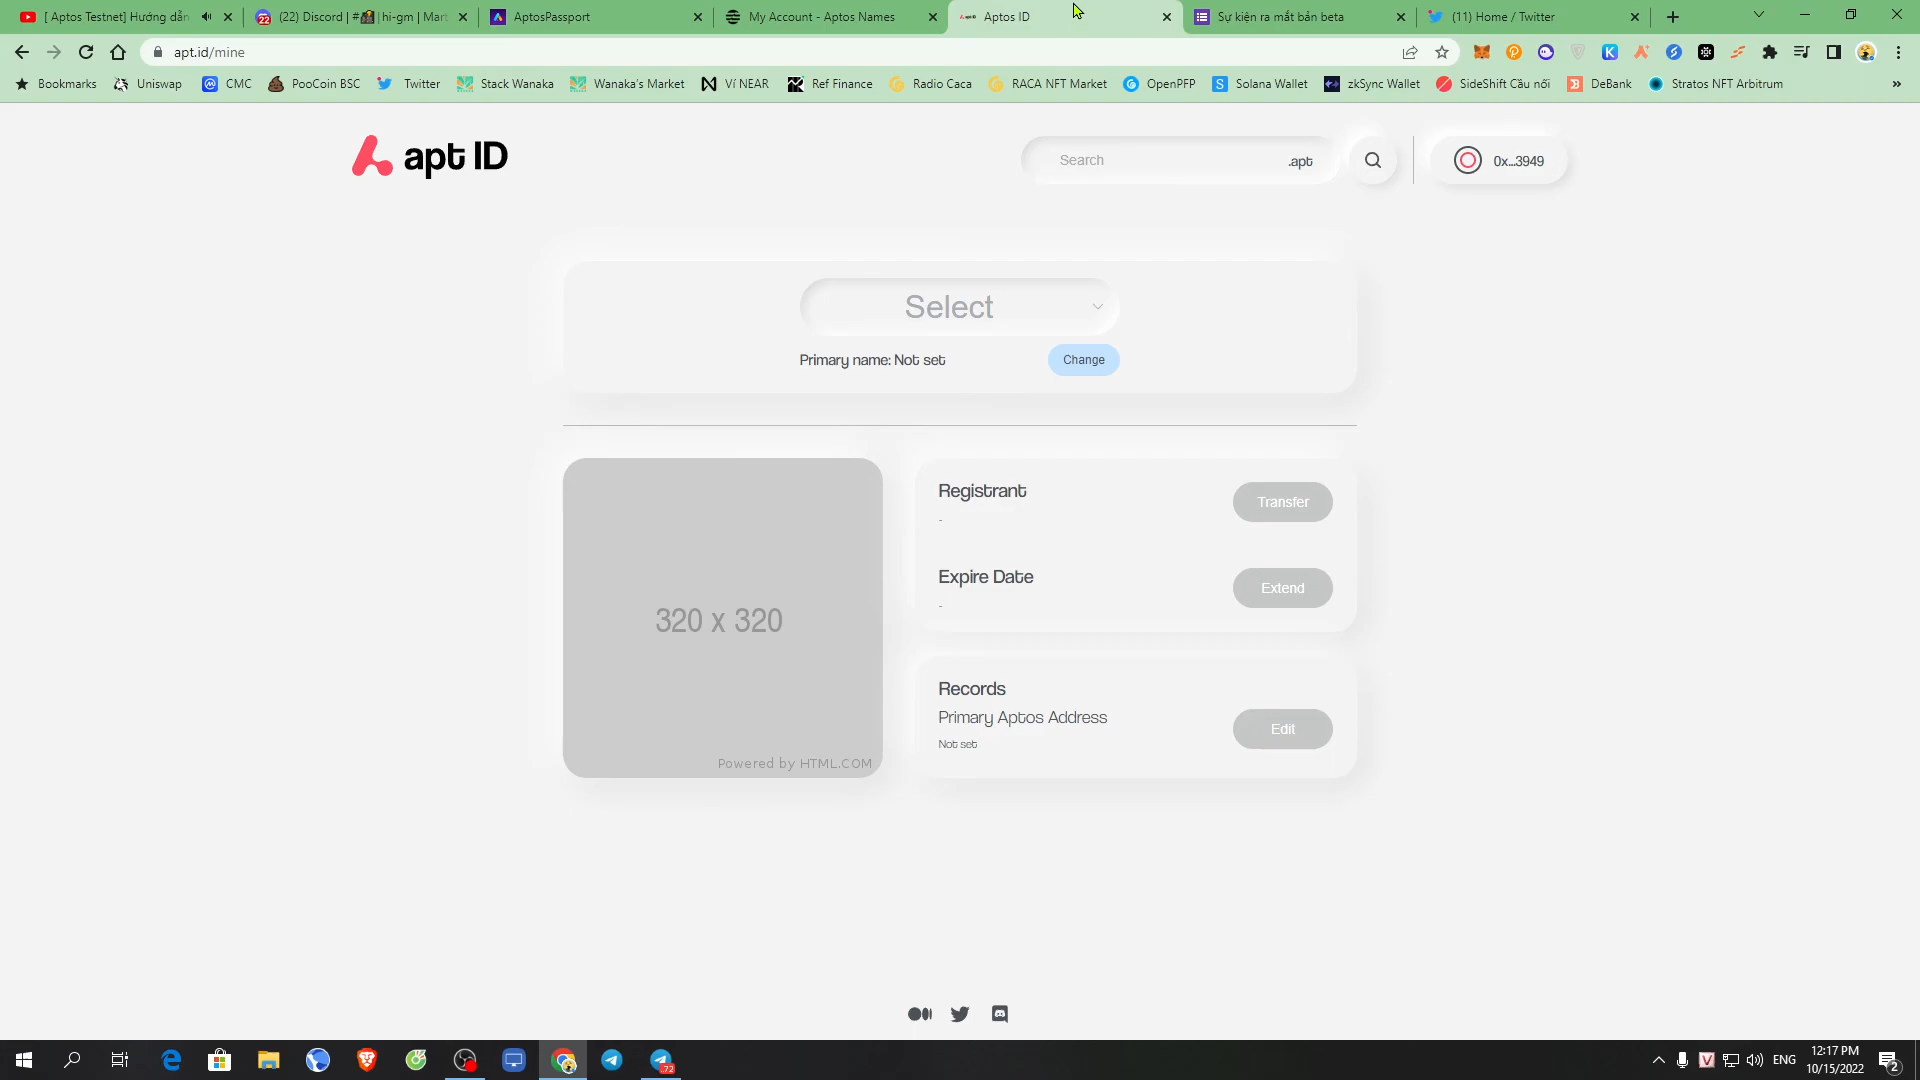 [ Aptos Testnet] Hướng dẫn
(22) Discord | #📸|hi-gm | Mart
AptosPassport
My Account - Aptos Names
Aptos ID
Sự kiện ra mắt bản beta
(11) Home / Twitter
apt.id/mine
Bookmarks
Uniswap
CMC
PooCoin BSC
Twitter
Stack Wanaka
Wanaka's Market
Ví NEAR
Ref Finance
Radio Caca
RACA NFT Market
OpenPFP
Solana Wallet
zkSync Wallet
SideShift Cầu nối
DeBank
Stratos NFT Arbitrum
»
apt ID
Search
.apt
0x...3949
Select
Primary name: Not set
Change
320 x 320
Powered by HTML.COM
Registrant
-
Transfer
Expire Date
-
Extend
Records
Primary Aptos Address
Not set
Edit
.72
ENG
12:17 PM
10/15/2022
2